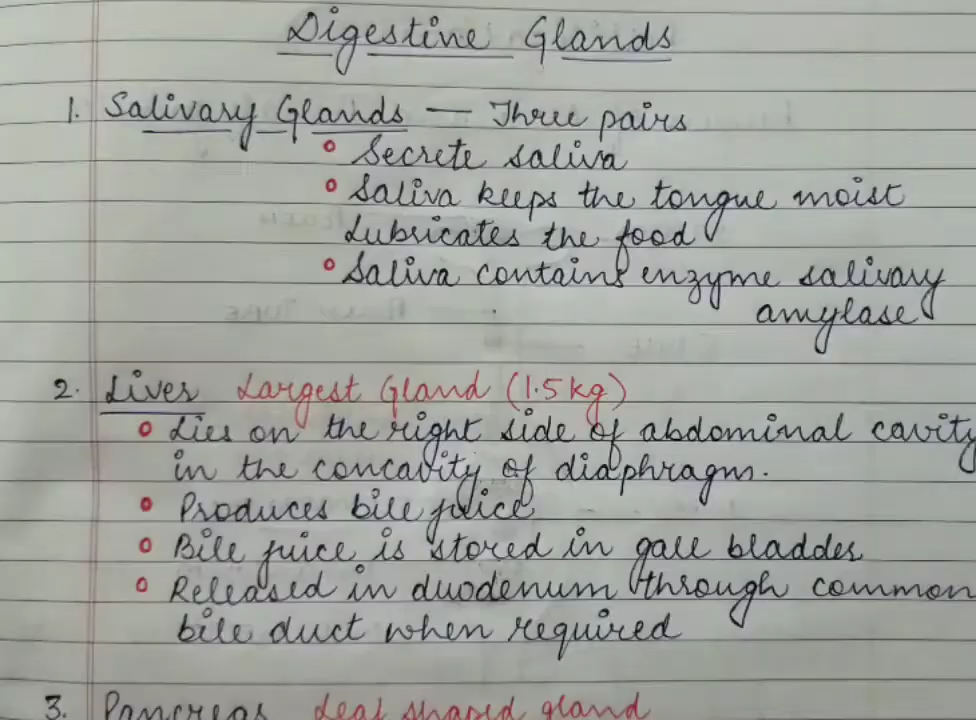 Digestive Glands
1. Salivary Glands — Three pairs
Secrete saliva
Saliva keeps the tongue moist
Lubricates the food
Saliva contains enzyme salivary
amylase
2. Liver Largest Gland (1.5 kg)
Lies on the right side of abdominal cavity
in the concavity of diaphragm.
Produces bile juice
Bile juice is stored in gall bladder
Released in duodenum through common
bile duct when required
3. Pancreas Leaf shaped gland